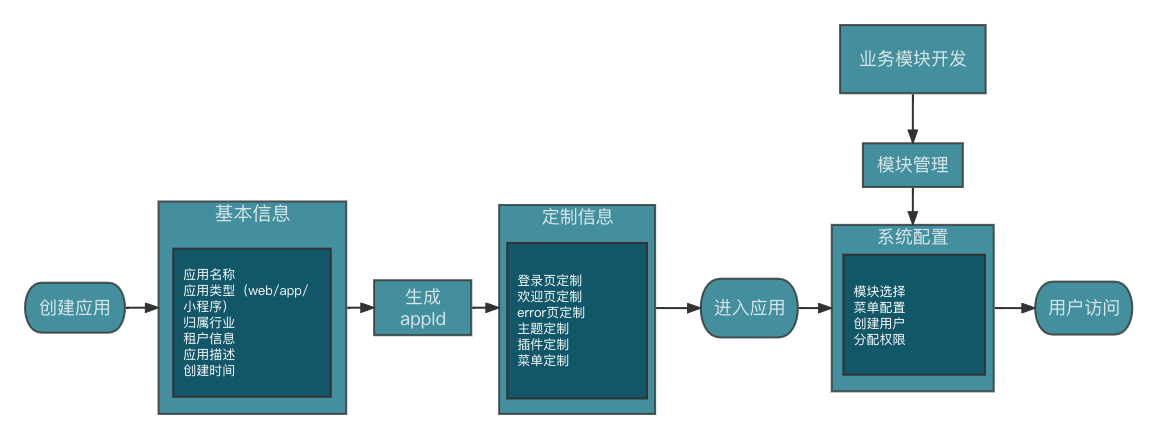 业务模块开发
模块管理
基本信息
应用名称
应用类型（web/app/
小程序）
归属行业
租户信息
应用描述
创建时间
定制信息
登录页定制
欢迎页定制
error页定制
主题定制
插件定制
菜单定制
系统配置
模块选择
菜单配置
创建用户
分配权限
创建应用
生成
appId
进入应用
用户访问